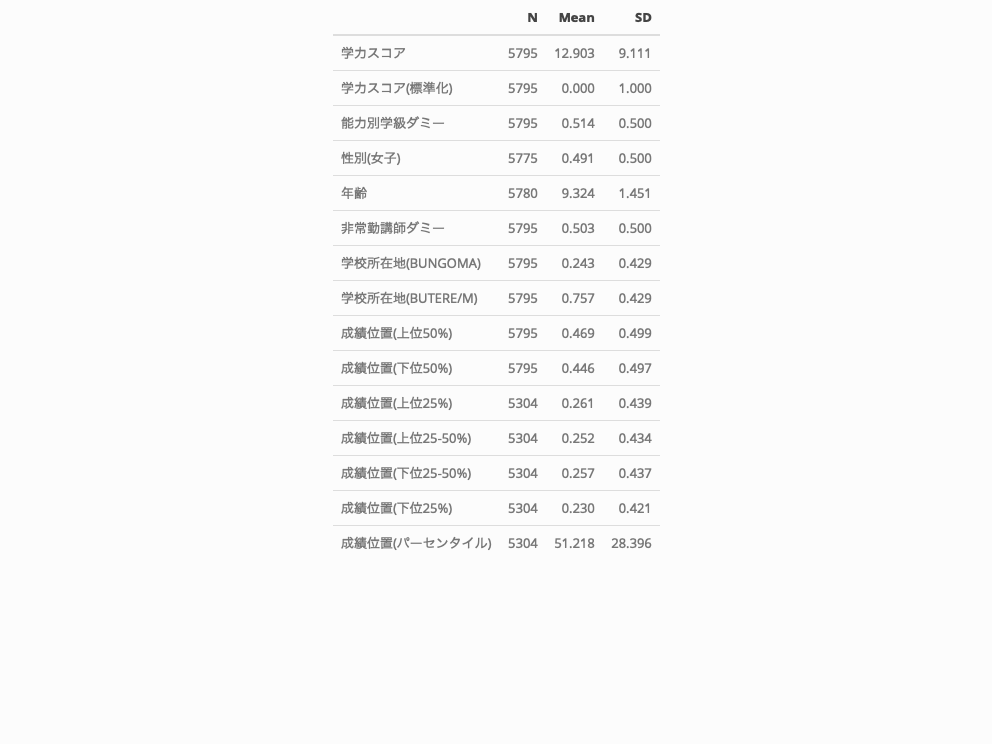 N Mean SD
学力スコア 5795 12.903 9.111
学力スコア(標準化) 5795 0.000 1.000
能力別学級ダミー 5795 0.514 0.500
性別(女子) 5775 0.491 0.500
年齢 5780 9.324 1.451
非常勤講師ダミー 5795 0.503 0.500
学校所在地(BUNGOMA) 5795 0.243 0.429
学校所在地(BUTERE/M) 5795 0.757 0.429
成績位置(上位50%) 5795 0.469 0.499
成績位置(下位50%) 5795 0.446 0.497
成績位置(上位25%) 5304 0.261 0.439
成績位置(上位25-50%) 5304 0.252 0.434
成績位置(下位25-50%) 5304 0.257 0.437
成績位置(下位25%) 5304 0.230 0.421
成績位置(パーセンタイル) 5304 51.218 28.396